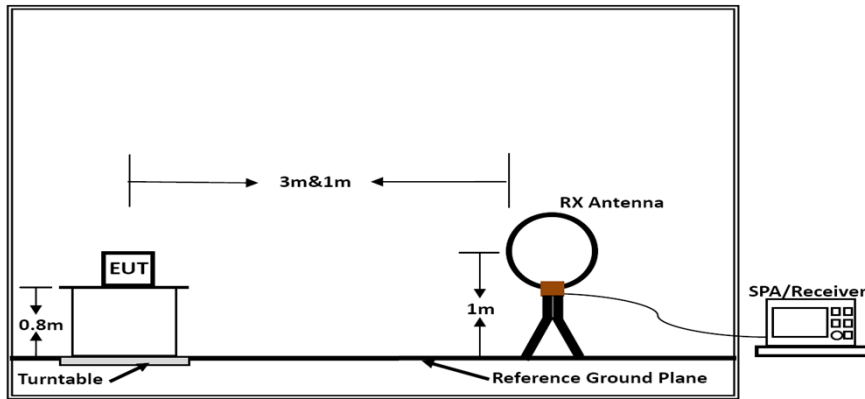 3m&1m
RX Antenna
EUT
SPA/Receiver
0.8m
1m
Turntable
Reference Ground Plane